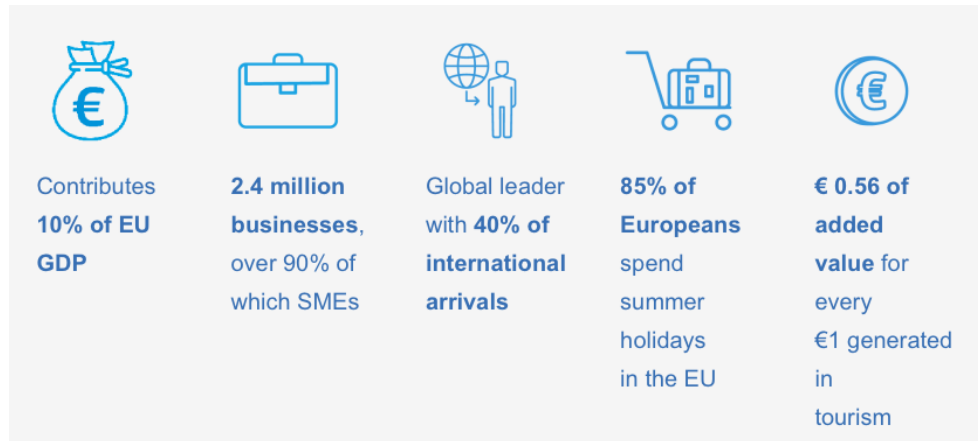 €
€
Contributes
10% of EU
GDP
2.4 million
businesses,
over 90% of
which SMEs
Global leader
with 40% of
international
arrivals
85% of
Europeans
spend
summer
holidays
in the EU
€ 0.56 of
added
value for
every
€1 generated
in
tourism